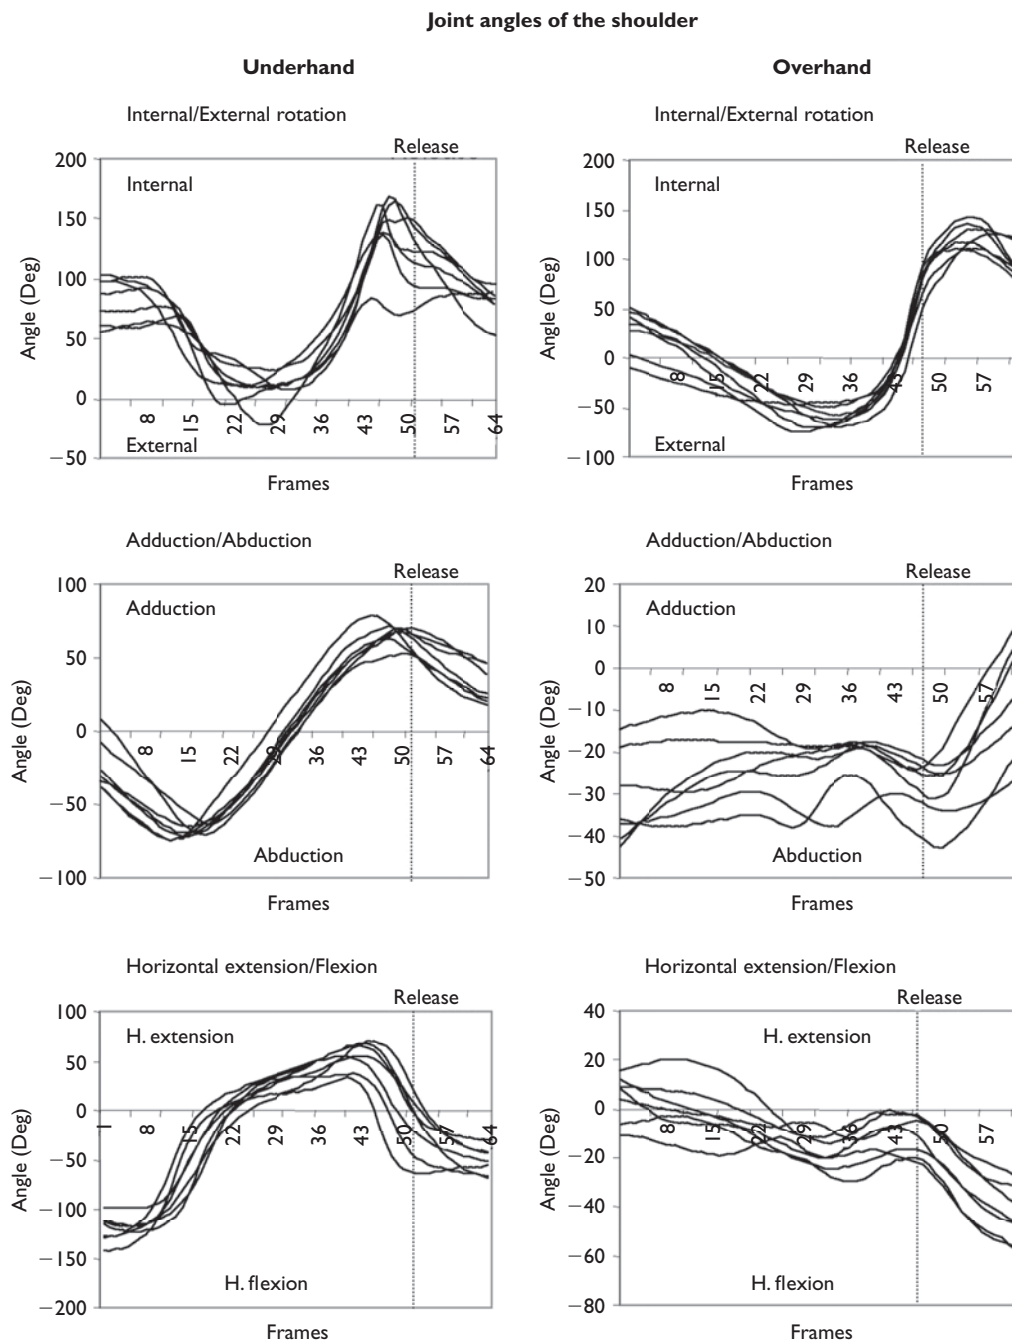 Joint angles of the shoulder
Underhand
Overhand
Internal/External rotation
Release
200
150
100
50
0
−50
Internal
External
Angle (Deg)
8 15 22 29 36 43 50 57 64
Frames
Internal/External rotation
Release
200
150
100
50
0
−50
−100
Internal
External
Angle (Deg)
8 15 22 29 36 43 50 57
Frames
Adduction/Abduction
Release
100
50
0
−50
−100
Adduction
Abduction
Angle (Deg)
8 15 22 29 36 43 50 57 64
Frames
Adduction/Abduction
Release
20
10
0
−10
−20
−30
−40
−50
Adduction
Abduction
Angle (Deg)
8 15 22 29 36 43 50 57
Frames
Horizontal extension/Flexion
Release
100
50
0
−50
−100
−150
−200
H. extension
H. flexion
Angle (Deg)
1 8 15 22 29 36 43 50 57 64
Frames
Horizontal extension/Flexion
Release
40
20
0
−20
−40
−60
−80
H. extension
H. flexion
Angle (Deg)
8 15 22 29 36 43 50 57
Frames